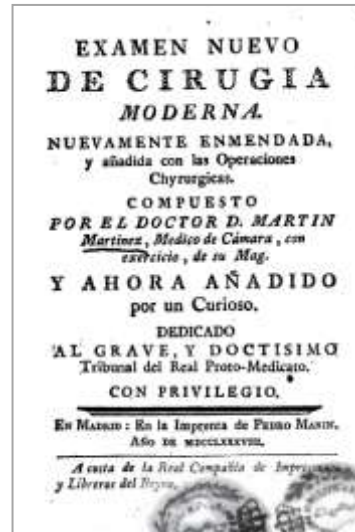 EXAMEN NUEVO
DE CIRUGIA
MODERNA.
NUEVAMENTE ENMENDADA,
y añadida con las Operaciones
Chyrurgicas.
COMPUESTO
POR EL DOCTOR D. MARTIN
Martinez, Medico de Cámara, con
exercicio, de su Mag.
Y AHORA AÑADIDO
por un Curioso.
DEDICADO
AL GRAVE, Y DOCTISIMO
Tribunal del Real Proto-Medicato.
CON PRIVILEGIO.
EN MADRID: En la Imprenta de PEDRO MARIN.
AÑO DE MDCCLXXXVIII.
A costa de la Real Compañía de
y Libreros del Reyno.